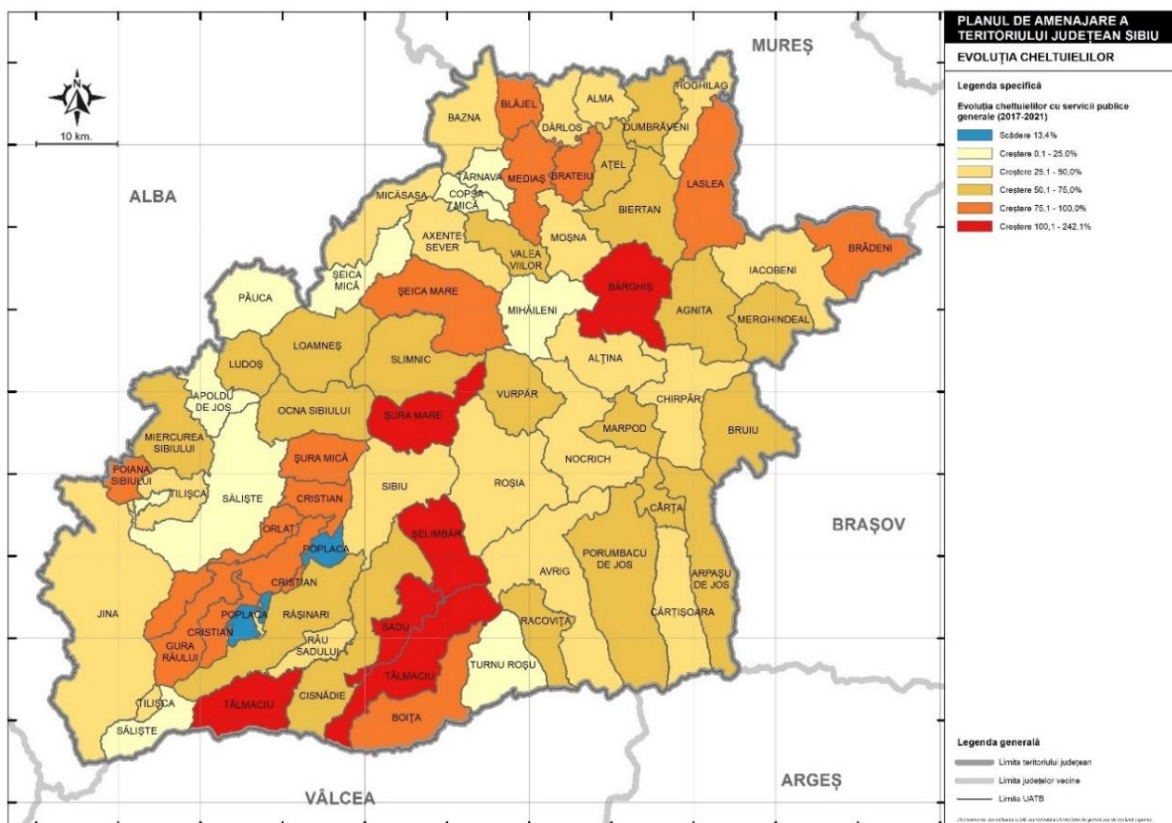 PLANUL DE AMENAJARE A
TERITORIULUI JUDEȚEAN SIBIU
EVOLUȚIA CHELTUIELILOR
Legenda specifică
Evoluția cheltuielilor cu servicii publice
generale (2017-2021)
Scădere 13,4%
Creștere 0,1 - 25,0%
Creștere 25,1 - 50,0%
Creștere 50,1 - 75,0%
Creștere 75,1 - 100,0%
Creștere 100,1 - 242,1%
10 km.
MUREȘ
ALBA
BRAȘOV
ARGEȘ
VÂLCEA
HOGHILAG
BLĂJEL
ALMA
BAZNA
DÂRLOS
DUMBRĂVENI
AȚEL
TÂRNAVA
MEDIAȘ
BRATEIU
LASLEA
MICĂSASA
COPȘA
MICĂ
BIERTAN
AXENTE
SEVER
MOȘNA
VALEA
VIILOR
BRĂDENI
IACOBENI
ȘEICA
MICĂ
ȘEICA MARE
BÂRGHIȘ
PĂUCA
MIHĂILENI
AGNITA
MERGHINDEAL
LOAMNEȘ
SLIMNIC
ALȚINA
LUDOȘ
APOLDU
DE JOS
VURPĂR
CHIRPĂR
OCNA SIBIULUI
ȘURA MARE
MARPOD
BRUIU
MIERCUREA
SIBIULUI
ȘURA MICĂ
NOCRICH
POIANA
SIBIULUI
SIBIU
ROȘIA
TILIȘCA
SĂLIȘTE
CRISTIAN
CÂRȚA
ORLAT
ȘELIMBĂR
POPLACA
PORUMBACU
DE JOS
AVRIG
ARPAȘU
DE JOS
CRISTIAN
JINA
POPLACA
RĂȘINARI
CÂRȚIȘOARA
RACOVIȚA
SADU
CRISTIAN
GURA
RÂULUI
RÂU
SADULUI
TURNU ROȘU
TĂLMACIU
CISNĂDIE
TILIȘCA
TĂLMACIU
BOIȚA
SĂLIȘTE
Legenda generală
Limita teritoriului județean
Limita județelor vecine
Limita UATB